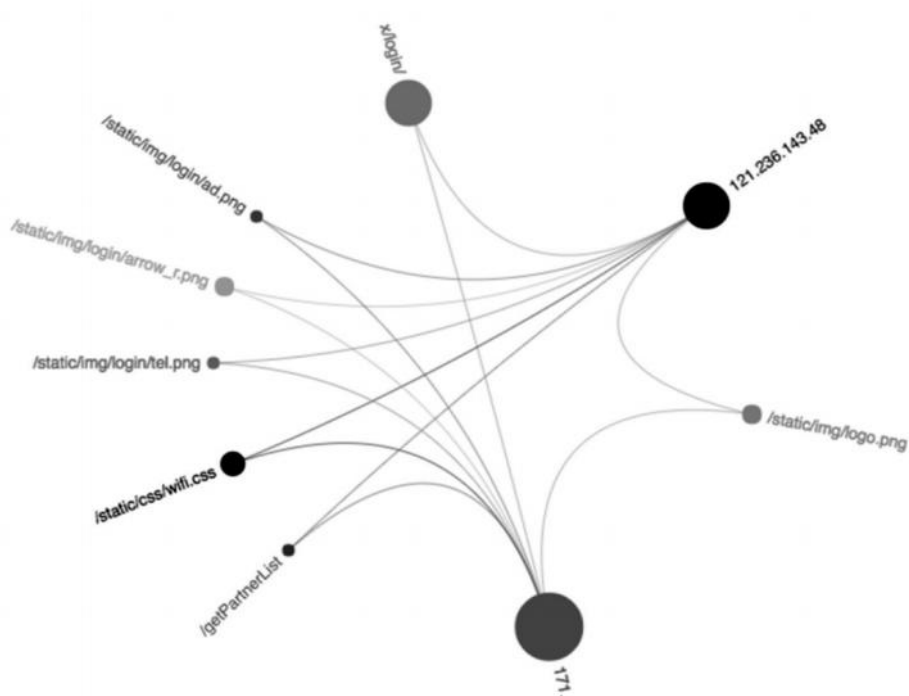 x/login/
121.236.143.48
/static/img/login/ad.png
/static/img/login/arrow_r.png
/static/img/login/tel.png
/static/img/logo.png
/static/css/wifi.css
/getPartnerList
171.